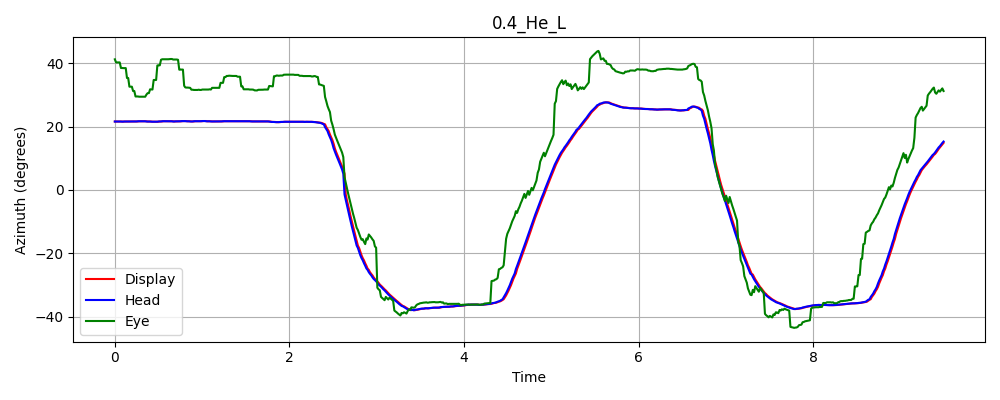 0.4_He_L
Azimuth (degrees)
40
20
0
−20
−40
Display
Head
Eye
0 2 4 6 8
Time